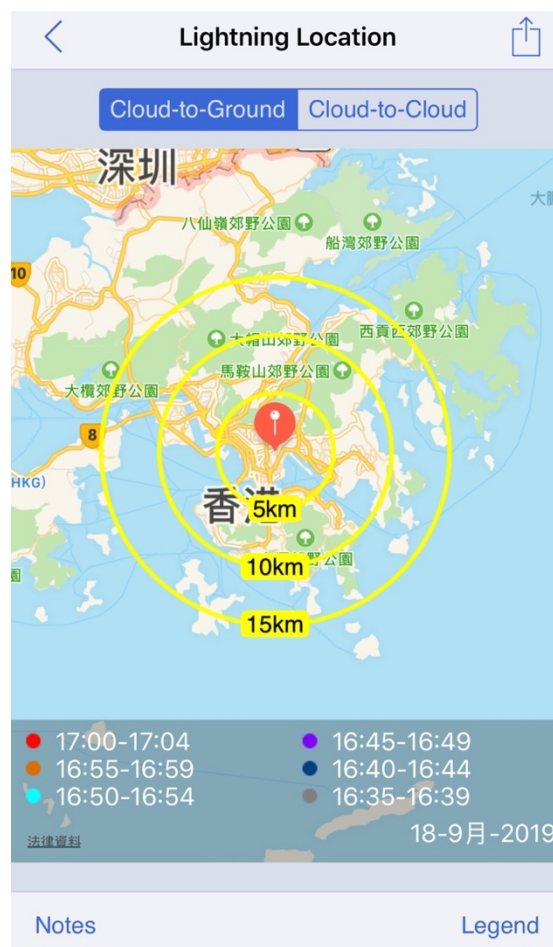 Lightning Location
Cloud-to-Ground
Cloud-to-Cloud
深圳
八仙嶺郊野公園
船灣郊野公園
10
大帽山郊野公園
西貢西郊野公園
馬鞍山郊野公園
大欖郊野公園
8
HKG)
香港
5km
10km
郊野公園
15km
17:00-17:04
16:45-16:49
16:55-16:59
16:40-16:44
16:50-16:54
16:35-16:39
18-9月-2019
法律資料
Notes
Legend